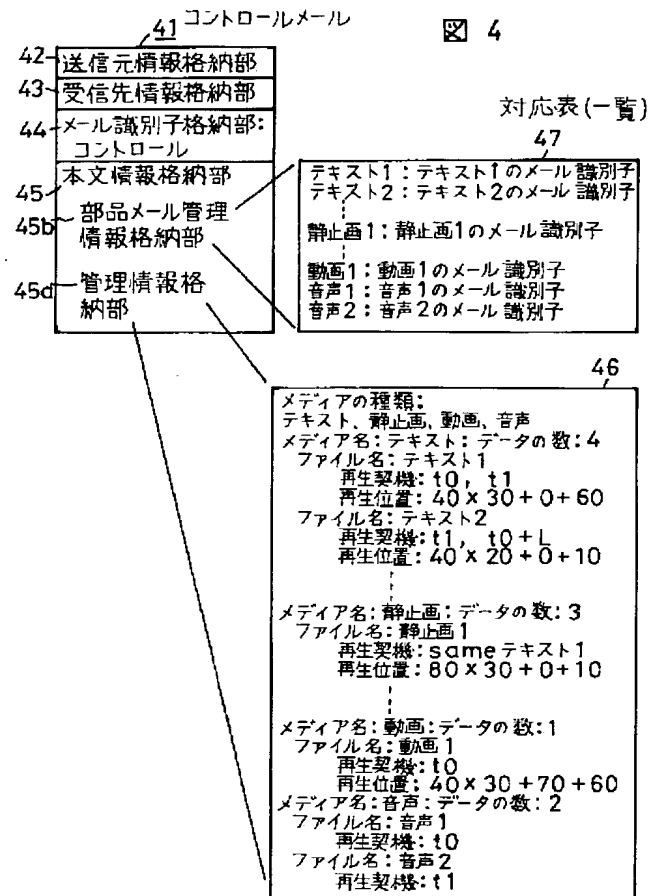 41 コントロールメール
図 4
42 送信元情報格納部
43 受信先情報格納部
44 メール識別子格納部:
コントロール
45 本文情報格納部
45b 部品メール管理
情報格納部
45a 管理情報格
納部
対応表(一覧)
47
テキスト1:テキスト1のメール識別子
テキスト2:テキスト2のメール識別子
静止画1:静止画1のメール識別子
動画1:動画1のメール識別子
音声1:音声1のメール識別子
音声2:音声2のメール識別子
46
メディアの種類:
テキスト、静止画、動画、音声
メディア名:テキスト:データの数:4
ファイル名:テキスト1
再生契機:t0, t1
再生位置:40×30+0+60
ファイル名:テキスト2
再生契機:t1, t0+L
再生位置:40×20+0+10
メディア名:静止画:データの数:3
ファイル名:静止画1
再生契機:sameテキスト1
再生位置:80×30+0+10
メディア名:動画:データの数:1
ファイル名:動画1
再生契機:t0
再生位置:40×30+70+60
メディア名:音声:データの数:2
ファイル名:音声1
再生契機:t0
ファイル名:音声2
再生契機:t1